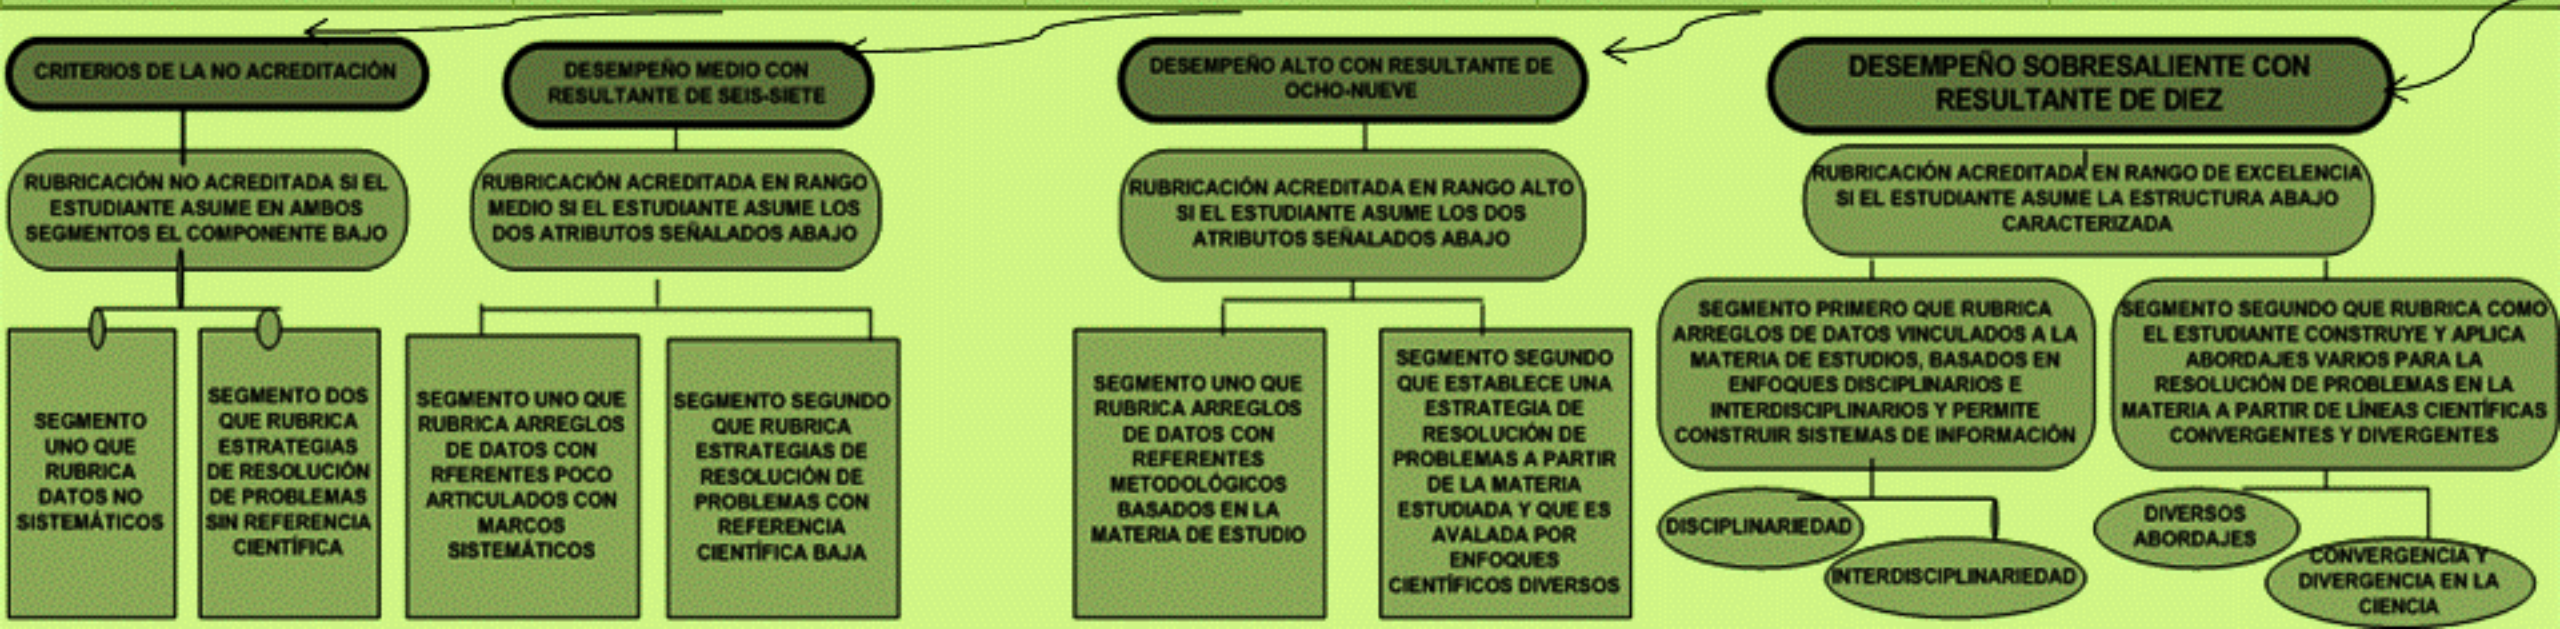 CRITERIOS DE LA NO ACREDITACIÓN
RUBRICACIÓN NO ACREDITADA SI EL
ESTUDIANTE ASUME EN AMBOS
SEGMENTOS EL COMPONENTE BAJO
SEGMENTO
UNO QUE
RUBRICA
DATOS NO
SISTEMÁTICOS
SEGMENTO DOS
QUE RUBRICA
ESTRATEGIAS
DE RESOLUCIÓN
DE PROBLEMAS
SIN REFERENCIA
CIENTÍFICA
DESEMPEÑO MEDIO CON
RESULTANTE DE SEIS-SIETE
RUBRICACIÓN ACREDITADA EN RANGO
MEDIO SI EL ESTUDIANTE ASUME LOS
DOS ATRIBUTOS SEÑALADOS ABAJO
SEGMENTO UNO QUE
RUBRICA ARREGLOS
DE DATOS CON
RFERENTES POCO
ARTICULADOS CON
MARCOS
SISTEMÁTICOS
SEGMENTO SEGUNDO
QUE RUBRICA
ESTRATEGIAS DE
RESOLUCIÓN DE
PROBLEMAS CON
REFERENCIA
CIENTÍFICA BAJA
DESEMPEÑO ALTO CON RESULTANTE DE
OCHO-NUEVE
RUBRICACIÓN ACREDITADA EN RANGO ALTO
SI EL ESTUDIANTE ASUME LOS DOS
ATRIBUTOS SEÑALADOS ABAJO
SEGMENTO UNO QUE
RUBRICA ARREGLOS
DE DATOS CON
REFERENTES
METODOLÓGICOS
BASADOS EN LA
MATERIA DE ESTUDIO
SEGMENTO SEGUNDO
QUE ESTABLECE UNA
ESTRATEGIA DE
RESOLUCIÓN DE
PROBLEMAS A PARTIR
DE LA MATERIA
ESTUDIADA Y QUE ES
AVALADA POR
ENFOQUES
CIENTÍFICOS DIVERSOS
DESEMPEÑO SOBRESALIENTE CON
RESULTANTE DE DIEZ
RUBRICACIÓN ACREDITADA EN RANGO DE EXCELENCIA
SI EL ESTUDIANTE ASUME LA ESTRUCTURA ABAJO
CARACTERIZADA
SEGMENTO PRIMERO QUE RUBRICA
ARREGLOS DE DATOS VINCULADOS A LA
MATERIA DE ESTUDIOS, BASADOS EN
ENFOQUES DISCIPLINARIOS E
INTERDISCIPLINARIOS Y PERMITE
CONSTRUIR SISTEMAS DE INFORMACIÓN
DISCIPLINARIEDAD
INTERDISCIPLINARIEDAD
SEGMENTO SEGUNDO QUE RUBRICA COMO
EL ESTUDIANTE CONSTRUYE Y APLICA
ABORDAJES VARIOS PARA LA
RESOLUCIÓN DE PROBLEMAS EN LA
MATERIA A PARTIR DE LÍNEAS CIENTÍFICAS
CONVERGENTES Y DIVERGENTES
DIVERSOS
ABORDAJES
CONVERGENCIA Y
DIVERGENCIA EN LA
CIENCIA